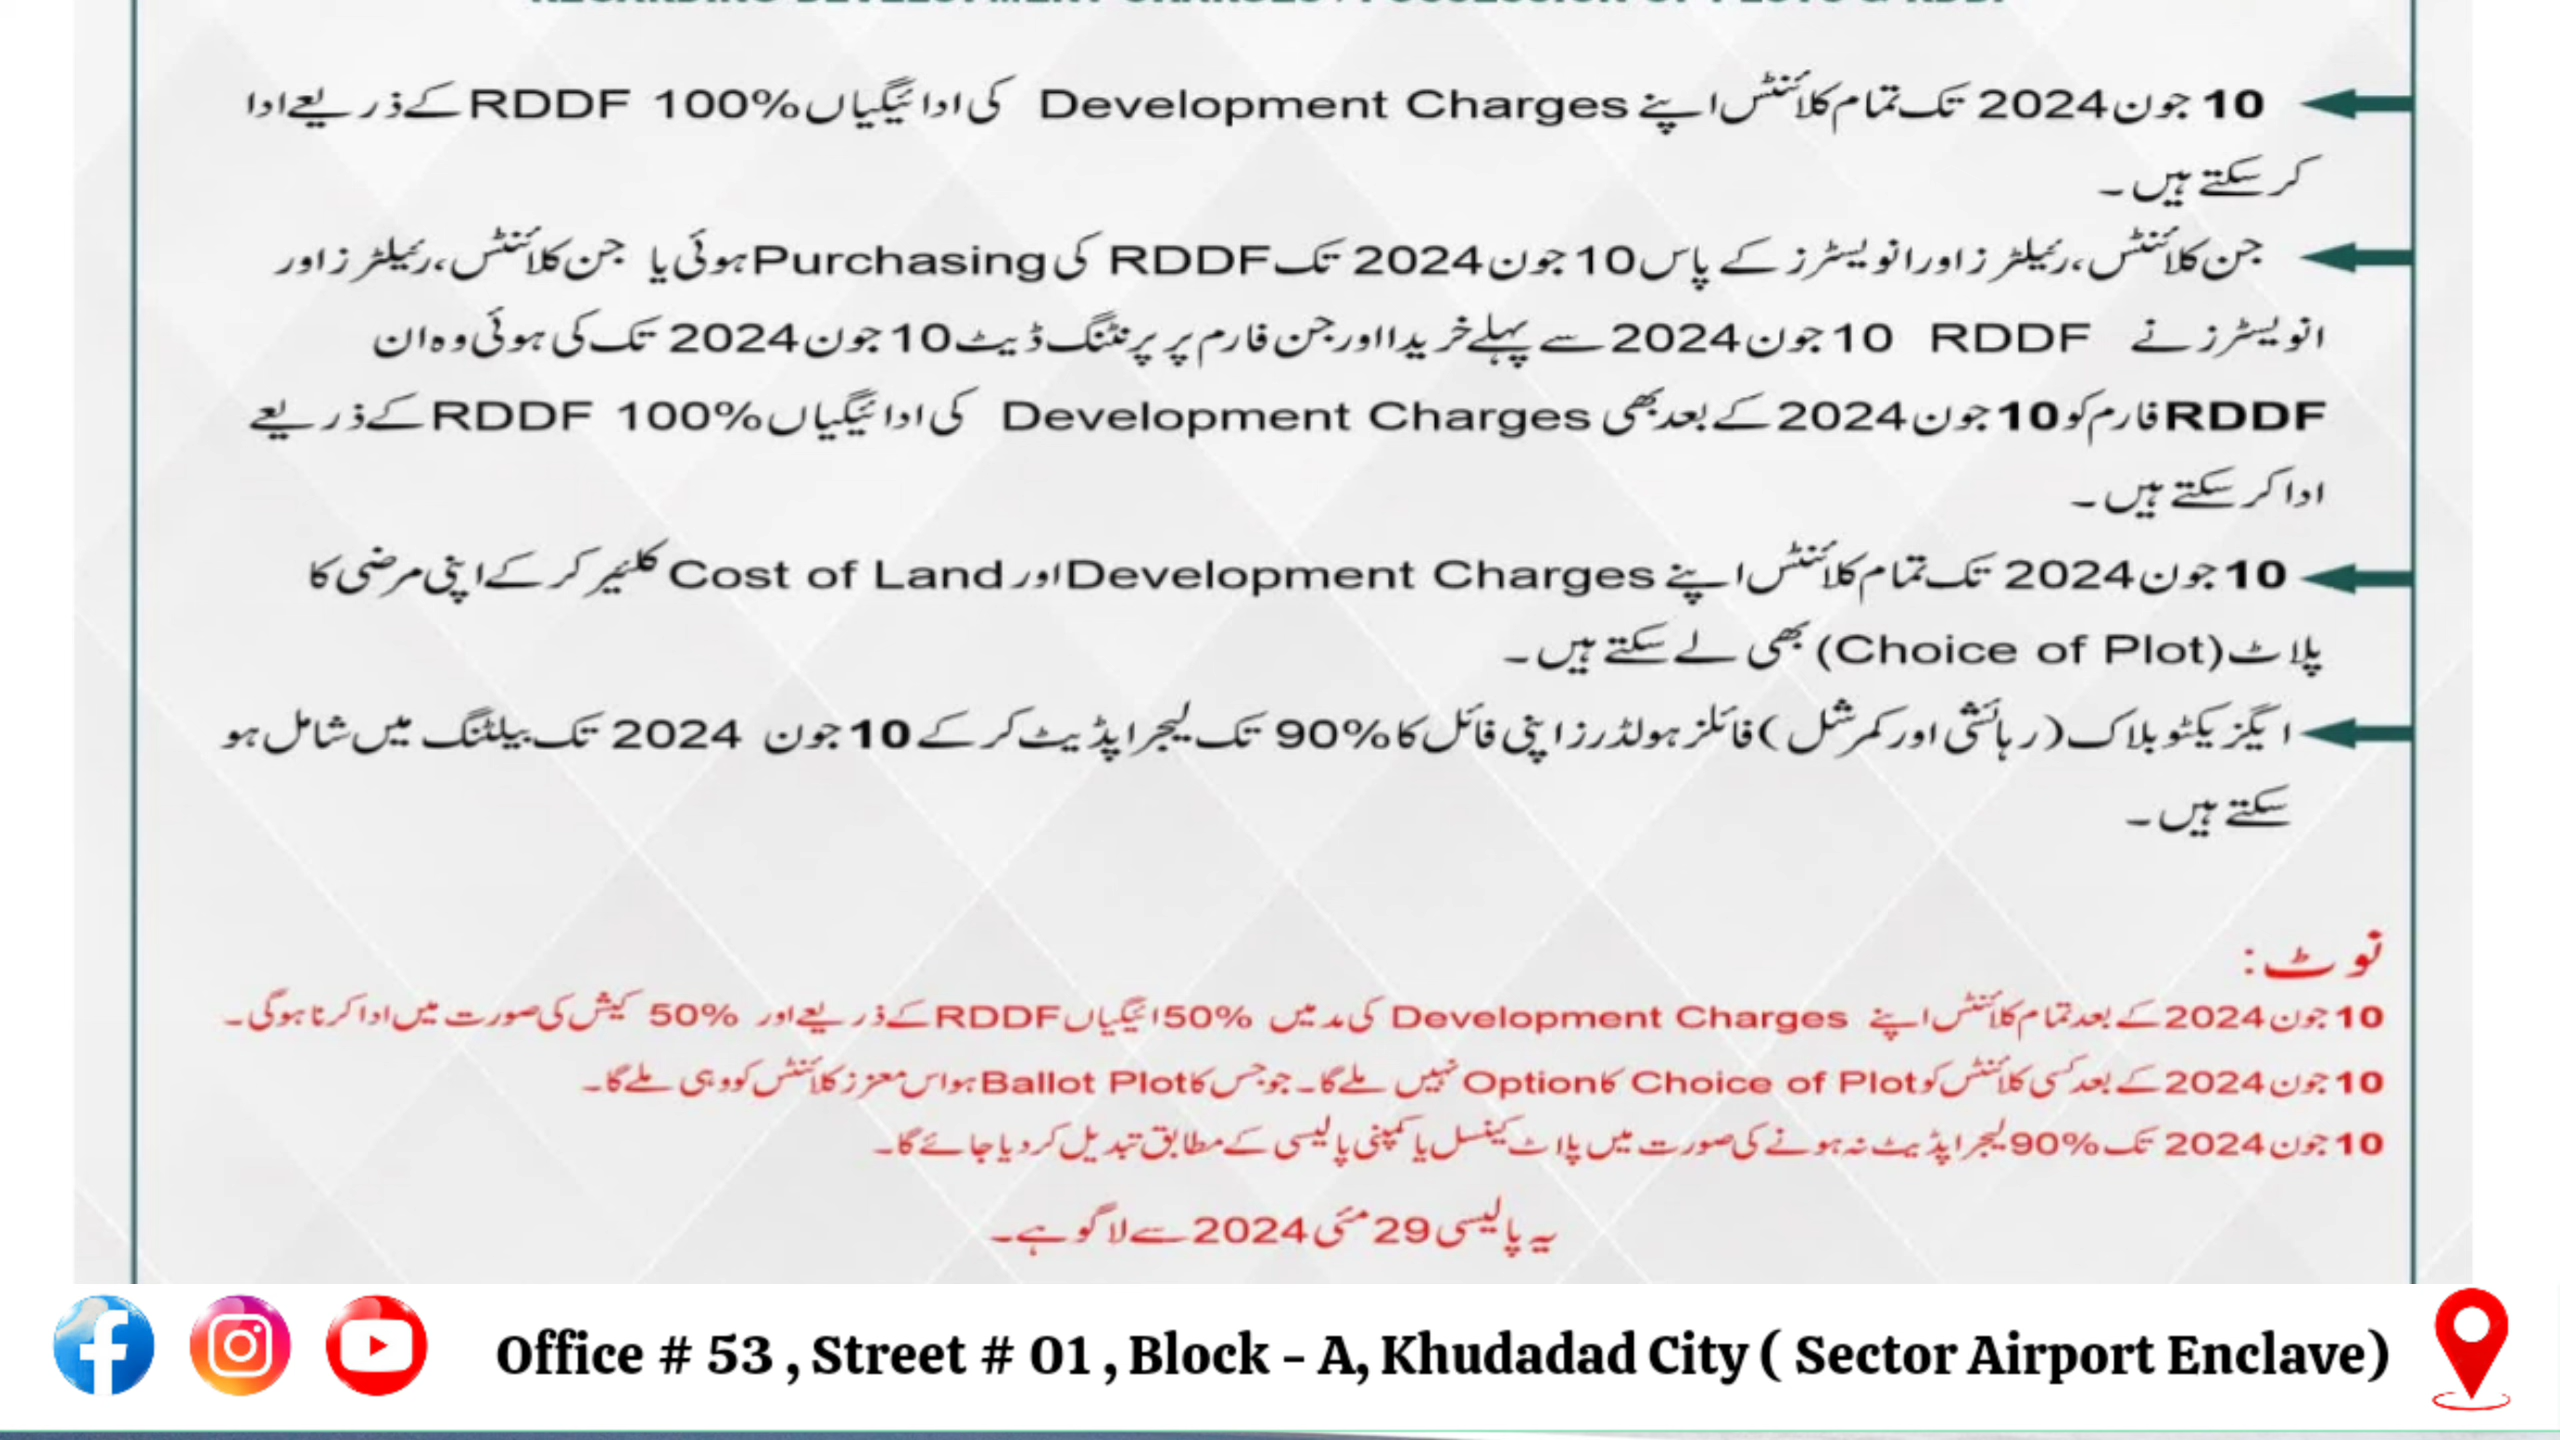 REGARDING DEVELOPMENT CHARGES / POSSESSION OF PLOTS & RDDF
10 جون 2024 تک تمام کلائنٹس اپنے Development Charges کی ادائیگیاں 100% RDDF کے ذریعے ادا
کر سکتے ہیں ۔
جن کلائنٹس، رئیلٹرز اور انویسٹرز کے پاس 10 جون 2024 تک RDDF کی Purchasing ہوئی یا جن کلائنٹس، رئیلٹرز اور
انویسٹرز نے RDDF 10 جون 2024 سے پہلے خریدا اور جن فارم پر پرنٹنگ ڈیٹ 10 جون 2024 تک کی ہوئی وہ ان
RDDF فارم کو 10 جون 2024 کے بعد بھی Development Charges کی ادائیگیاں 100% RDDF کے ذریعے
ادا کر سکتے ہیں ۔
10 جون 2024 تک تمام کلائنٹس اپنے Development Charges اور Cost of Land کلئیر کر کے اپنی مرضی کا
پلاٹ (Choice of Plot) بھی لے سکتے ہیں ۔
ایگزیکٹو بلاک (رہائشی اور کمرشل) فائلز ہولڈرز اپنی فائل کا 90% تک لیجر اپڈیٹ کر کے 10 جون 2024 تک بیلٹنگ میں شامل ہو
سکتے ہیں ۔
نوٹ:
10 جون 2024 کے بعد تمام کلائنٹس اپنے Development Charges کی مد میں 50% ائیگیاں RDDF کے ذریعے اور 50% کیش کی صورت میں ادا کرنا ہوگی۔
10 جون 2024 کے بعد کسی کلائنٹس کو Choice of Plot کا Option نہیں ملے گا۔ جو جس کا Ballot Plot ہو اس معزز کلائنٹس کو وہی ملے گا۔
10 جون 2024 تک 90% لیجر اپڈیٹ نہ ہونے کی صورت میں پلاٹ کینسل یا کمپنی پالیسی کے مطابق تبدیل کر دیا جائے گا۔
یہ پالیسی 29 مئی 2024 سے لاگو ہے۔
Office # 53 , Street # 01 , Block - A, Khudadad City ( Sector Airport Enclave)